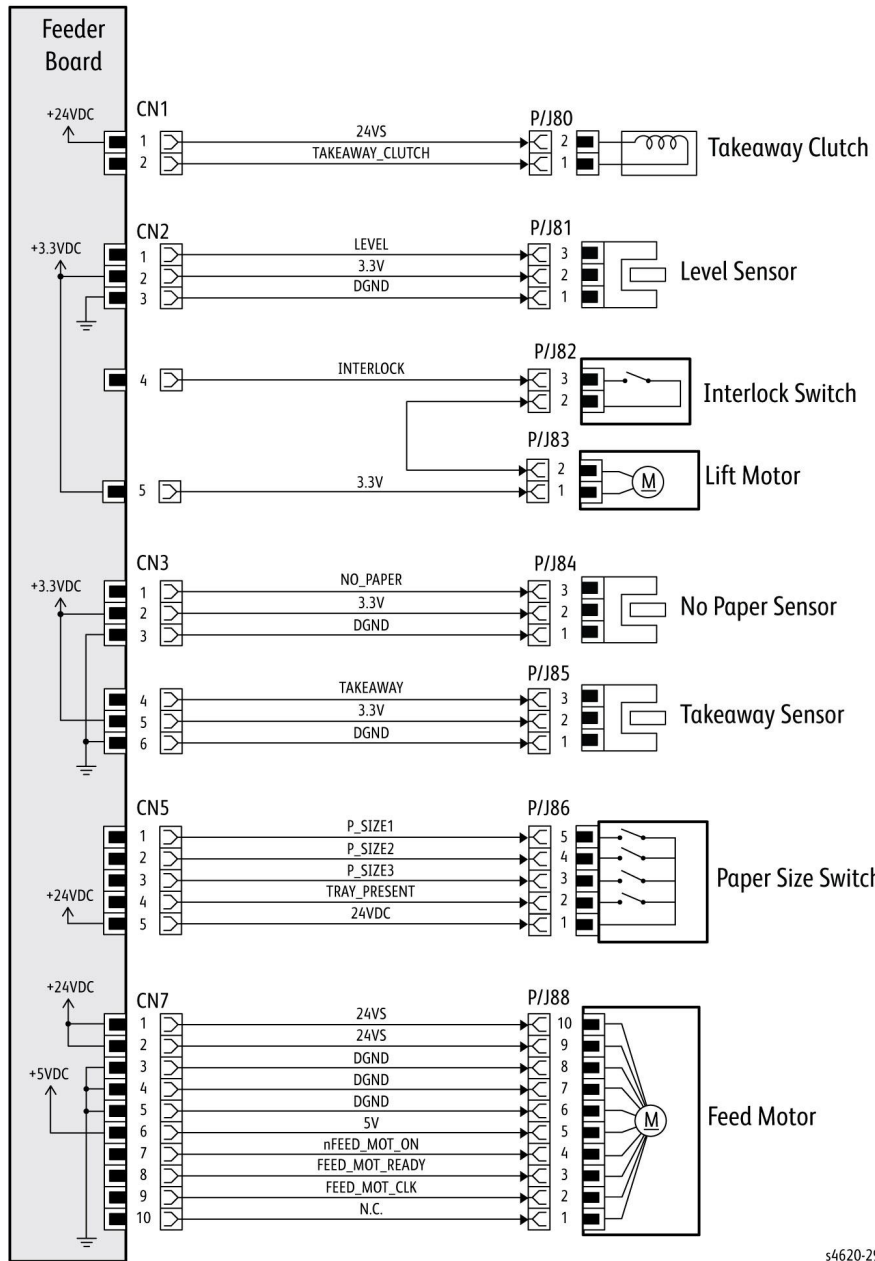 Feeder
Board
+24VDC
CN1
1
2
24VS
TAKEAWAY_CLUTCH
P/J80
2
1
Takeaway Clutch
+3.3VDC
CN2
1
2
3
LEVEL
3.3V
DGND
P/J81
3
2
1
Level Sensor
4
INTERLOCK
P/J82
3
2
Interlock Switch
5
3.3V
P/J83
2
1
M
Lift Motor
+3.3VDC
CN3
1
2
3
NO_PAPER
3.3V
DGND
P/J84
3
2
1
No Paper Sensor
4
5
6
TAKEAWAY
3.3V
DGND
P/J85
3
2
1
Takeaway Sensor
+24VDC
CN5
1
2
3
4
5
P_SIZE1
P_SIZE2
P_SIZE3
TRAY_PRESENT
24VDC
P/J86
5
4
3
2
1
Paper Size Switch
+24VDC
+5VDC
CN7
1
2
3
4
5
6
7
8
9
10
24VS
24VS
DGND
DGND
DGND
5V
nFEED_MOT_ON
FEED_MOT_READY
FEED_MOT_CLK
N.C.
P/J88
10
9
8
7
6
5
4
3
2
1
M
Feed Motor